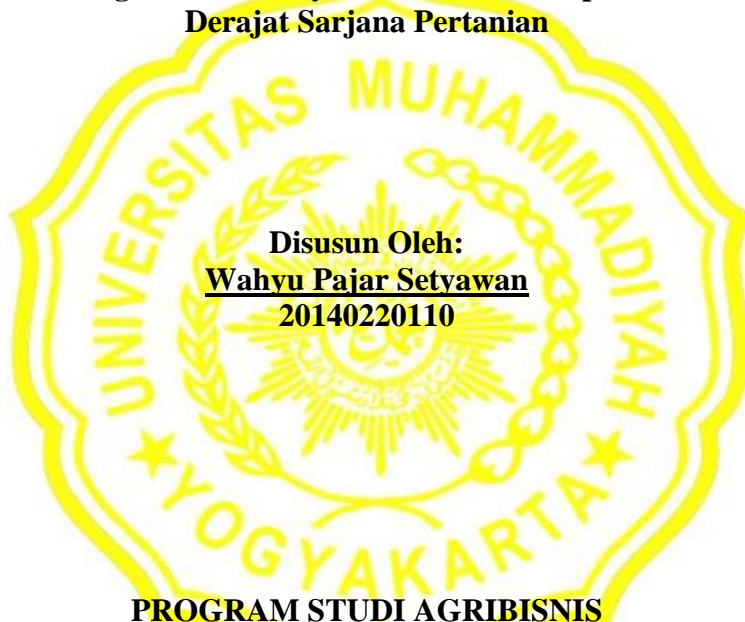 Derajat Sarjana Pertanian
UNIVERSITAS MUHAMMADIYAH
Disusun Oleh:
Wahyu Pajar Setyawan
20140220110
YOGYAKARTA
PROGRAM STUDI AGRIBISNIS